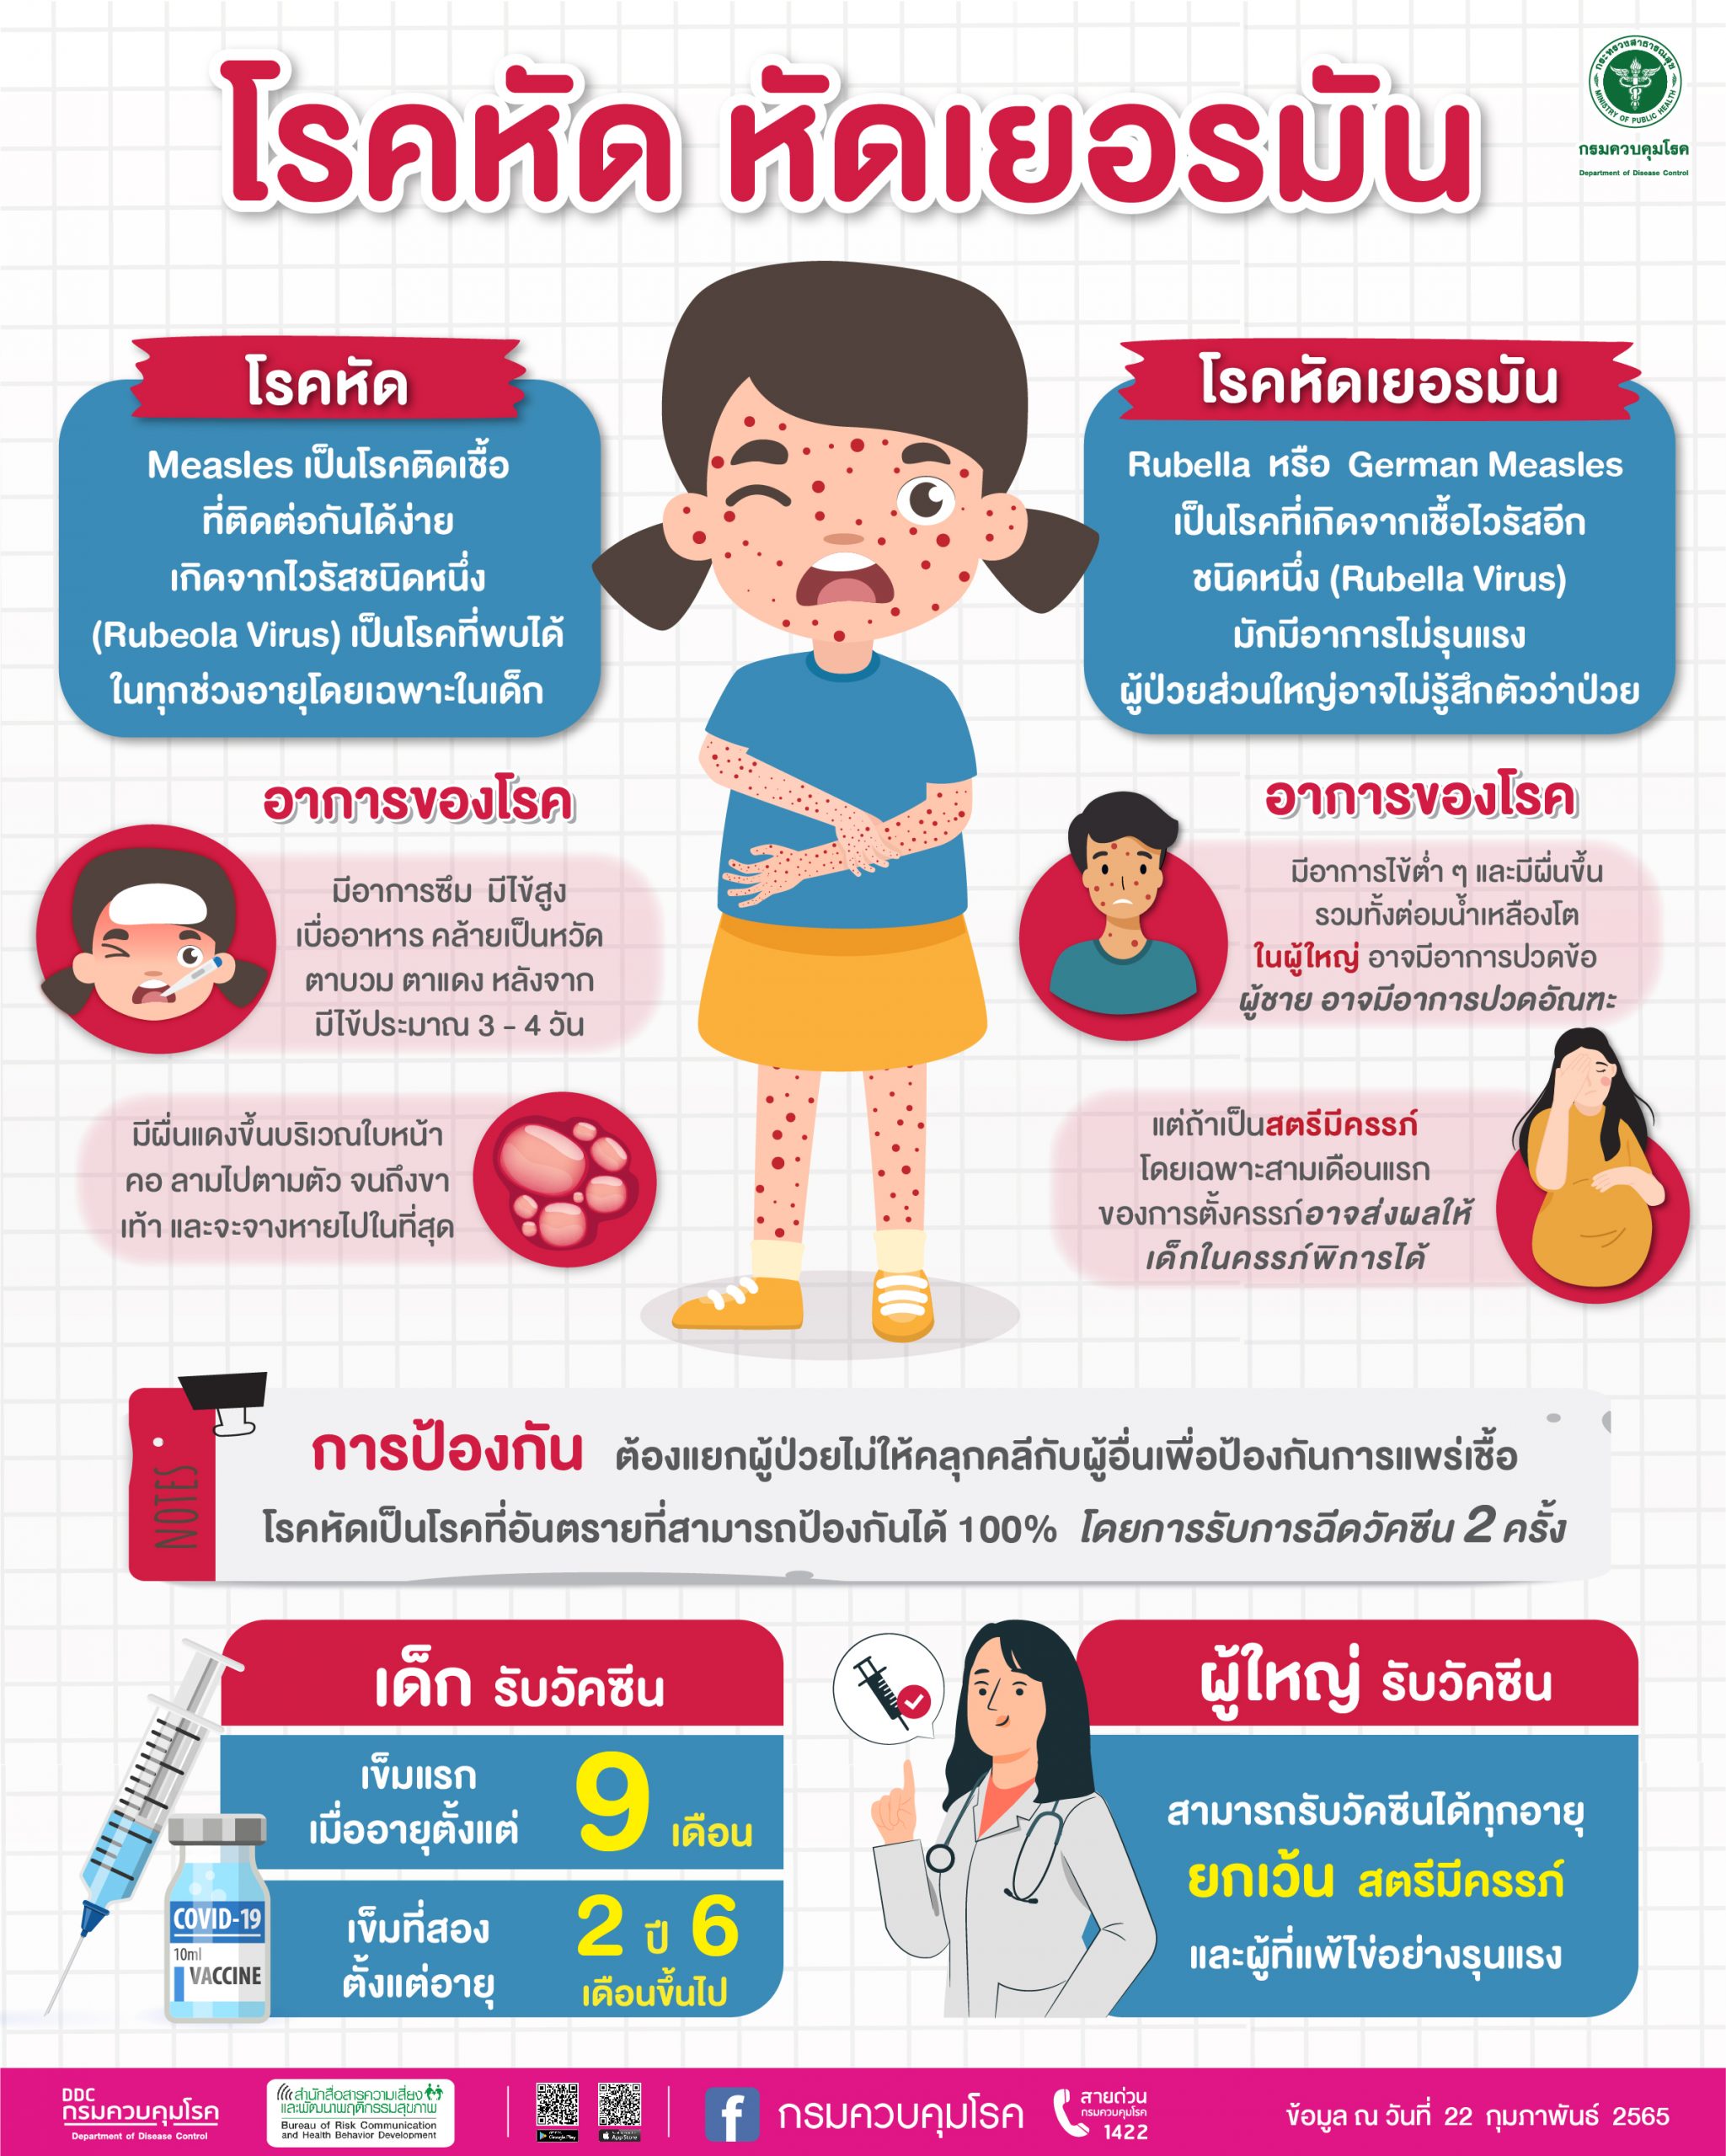 โรคหัด หัดเยอรมัน
กระทรวงสาธารณสุข
MINISTRY OF PUBLIC HEALTH
กรมควบคุมโรค
Department of Disease Control
โรคหัด
Measles เป็นโรคติดเชื้อ
ที่ติดต่อกันได้ง่าย
เกิดจากไวรัสชนิดหนึ่ง
(Rubeola Virus) เป็นโรคที่พบได้
ในทุกช่วงอายุโดยเฉพาะในเด็ก
อาการของโรค
มีอาการซึม มีไข้สูง
เบื่ออาหาร คล้ายเป็นหวัด
ตาบวม ตาแดง หลังจาก
มีไข้ประมาณ 3 - 4 วัน
มีผื่นแดงขึ้นบริเวณใบหน้า
คอ ลามไปตามตัว จนถึงขา
เท้า และจะจางหายไปในที่สุด
โรคหัดเยอรมัน
Rubella หรือ German Measles
เป็นโรคที่เกิดจากเชื้อไวรัสอีก
ชนิดหนึ่ง (Rubella Virus)
มักมีอาการไม่รุนแรง
ผู้ป่วยส่วนใหญ่อาจไม่รู้สึกตัวว่าป่วย
อาการของโรค
มีอาการไข้ต่ำ ๆ และมีผื่นขึ้น
รวมทั้งต่อมน้ำเหลืองโต
ในผู้ใหญ่ อาจมีอาการปวดข้อ
ผู้ชาย อาจมีอาการปวดอัณฑะ
แต่ถ้าเป็นสตรีมีครรภ์
โดยเฉพาะสามเดือนแรก
ของการตั้งครรภ์อาจส่งผลให้
เด็กในครรภ์พิการได้
NOTES
การป้องกัน ต้องแยกผู้ป่วยไม่ให้คลุกคลีกับผู้อื่นเพื่อป้องกันการแพร่เชื้อ
โรคหัดเป็นโรคที่อันตรายที่สามารถป้องกันได้ 100% โดยการรับการฉีดวัคซีน 2 ครั้ง
เด็ก รับวัคซีน
เข็มแรก
เมื่ออายุตั้งแต่ 9 เดือน
เข็มที่สอง
ตั้งแต่อายุ 2 ปี 6
เดือนขึ้นไป
COVID-19
10ml
VACCINE
ผู้ใหญ่ รับวัคซีน
สามารถรับวัคซีนได้ทุกอายุ
ยกเว้น สตรีมีครรภ์
และผู้ที่แพ้ไข่อย่างรุนแรง
DDC
กรมควบคุมโรค
Department of Disease Control
สำนักสื่อสารความเสี่ยง
และพัฒนาพฤติกรรมสุขภาพ
Bureau of Risk Communication
and Health Behavior Development
Google Play
App Store
f กรมควบคุมโรค
สายด่วน
กรมควบคุมโรค
1422
ข้อมูล ณ วันที่ 22 กุมภาพันธ์ 2565